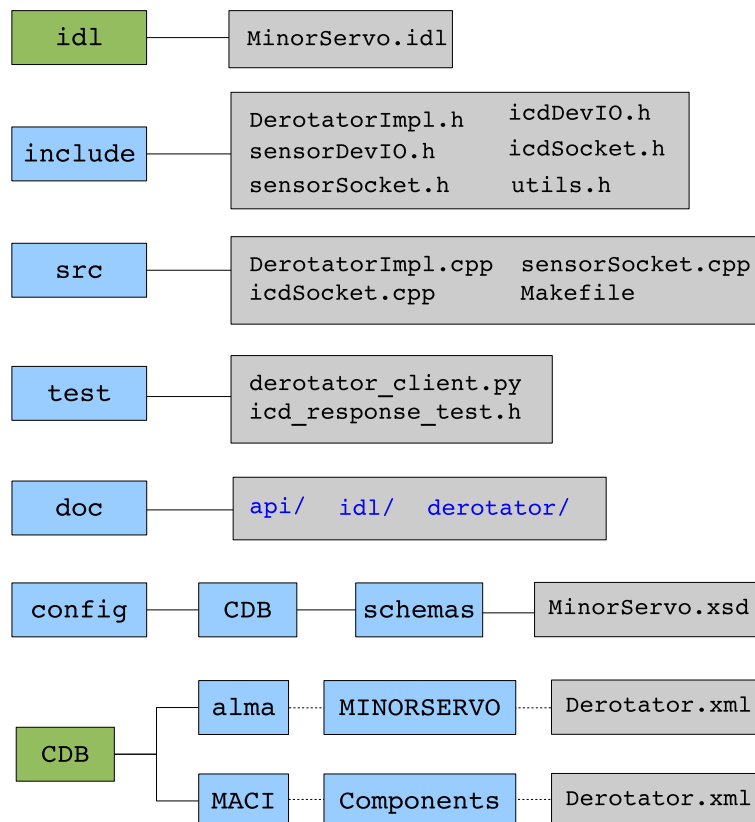 idl
MinorServo.idl
include
DerotatorImpl.h icdDevIO.h
sensorDevIO.h icdSocket.h
sensorSocket.h utils.h
src
DerotatorImpl.cpp sensorSocket.cpp
icdSocket.cpp Makefile
test
derotator_client.py
icd_response_test.h
doc
api/ idl/ derotator/
config CDB schemas MinorServo.xsd
alma MINORSERVO Derotator.xml
CDB
MACI Components Derotator.xml